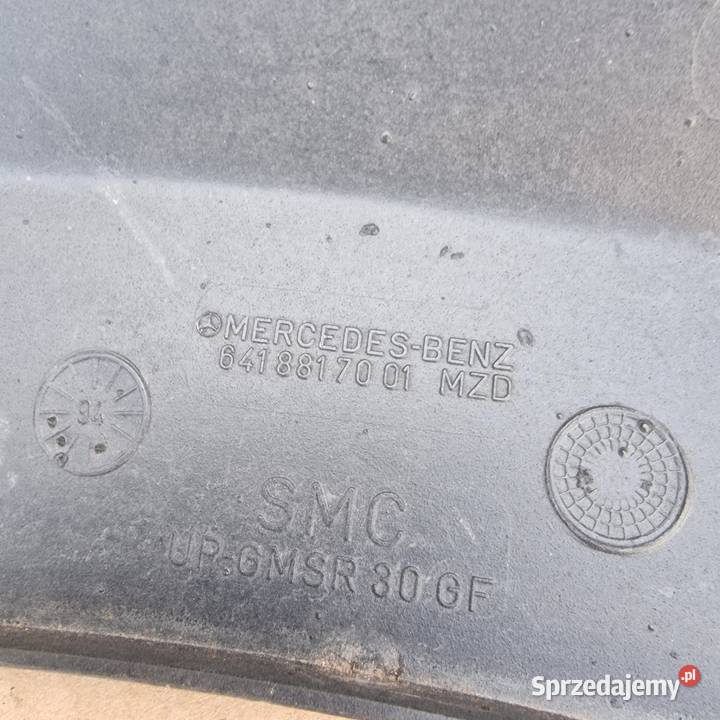 MERCEDES-BENZ
641 881 70 01 MZD
94
SMC
UP-GMSR 30 GF
Sprzedajemy.pl